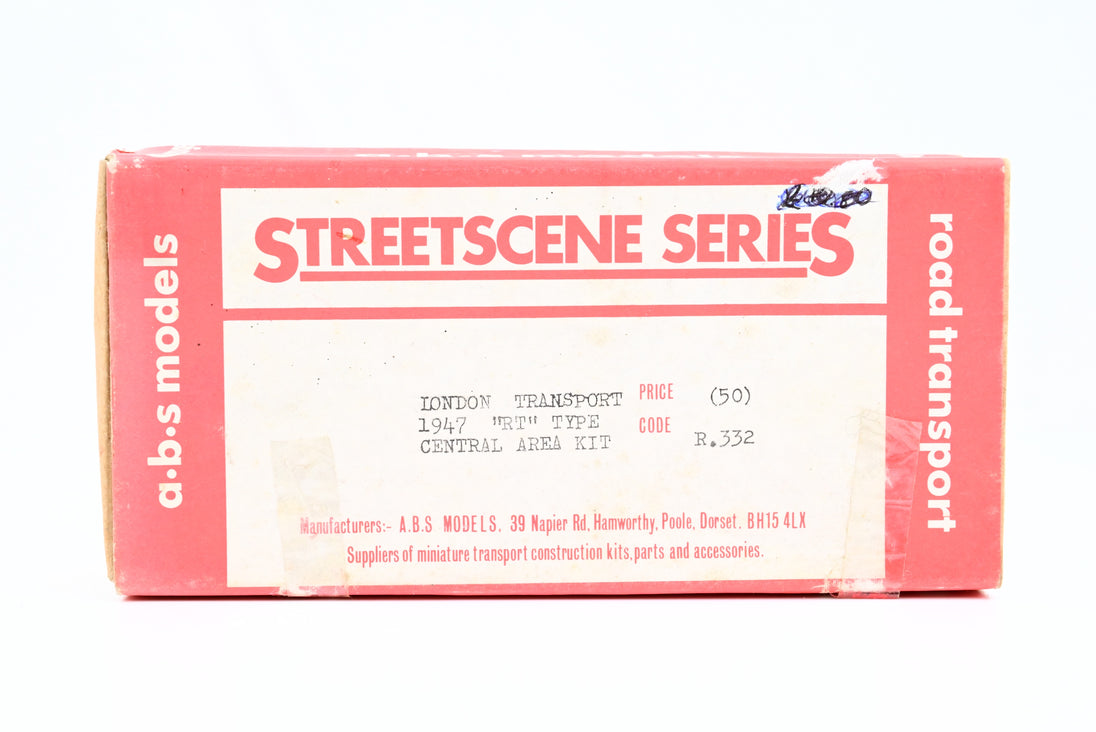 a·b·s models
STREETSCENE SERIES
LONDON TRANSPORT
1947 "RT" TYPE
CENTRAL AREA KIT
PRICE (50)
CODE R.332
Manufacturers:- A.B.S MODELS. 39 Napier Rd, Hamworthy, Poole, Dorset. BH15 4LX
Suppliers of miniature transport construction kits, parts and accessories.
road transport